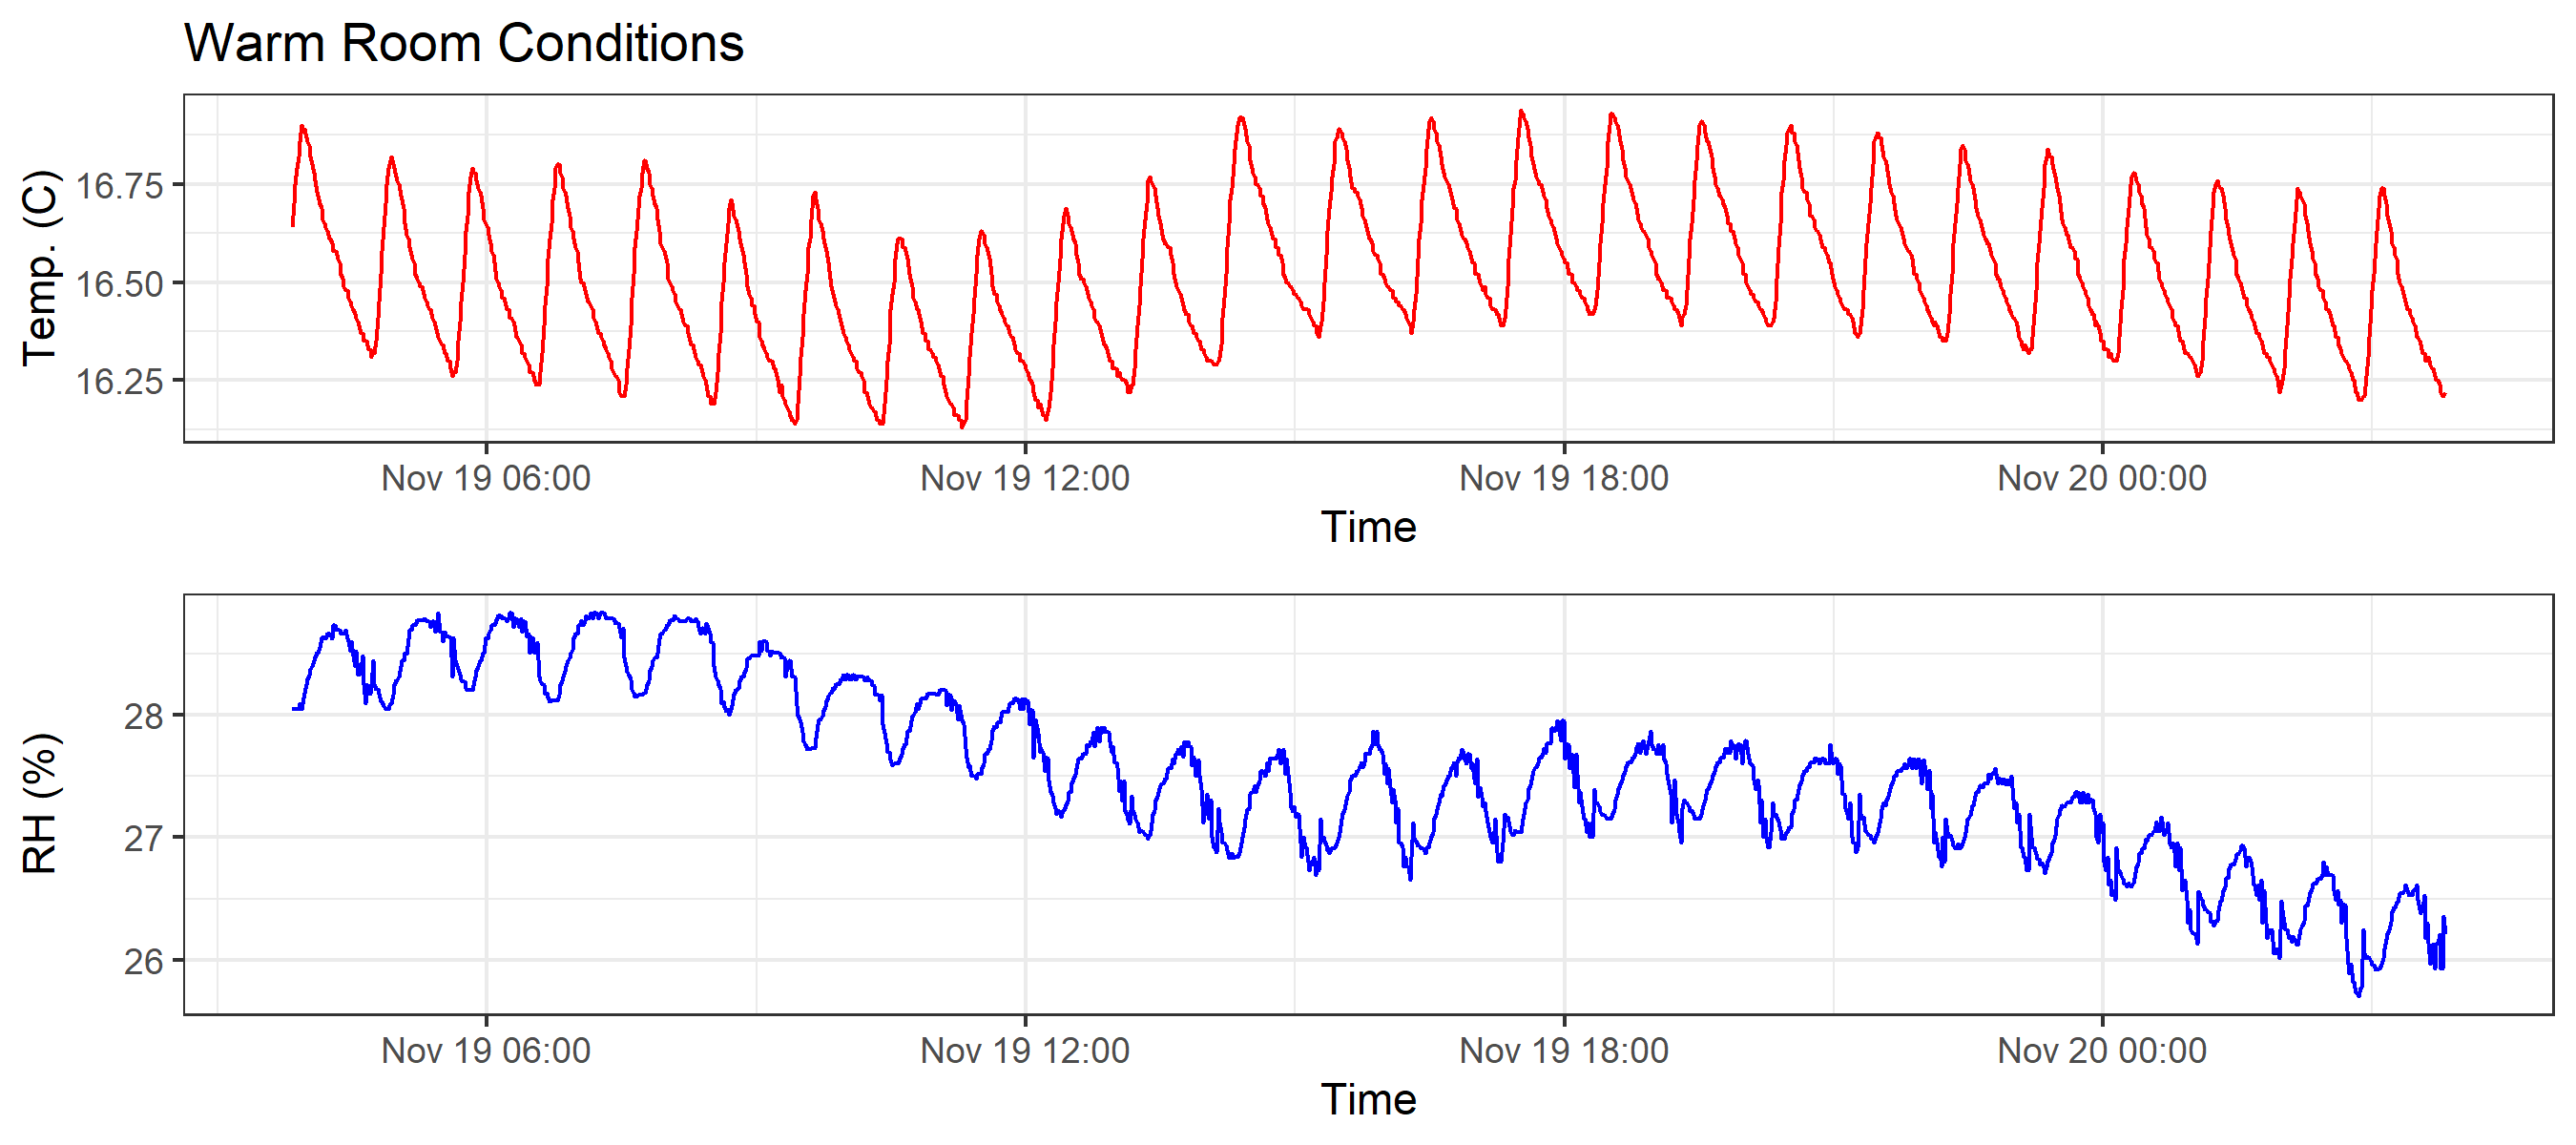 Warm Room Conditions
Temp. (C)
16.75
16.50
16.25
Nov 19 06:00 Nov 19 12:00 Nov 19 18:00 Nov 20 00:00
Time
RH (%)
28
27
26
Nov 19 06:00 Nov 19 12:00 Nov 19 18:00 Nov 20 00:00
Time